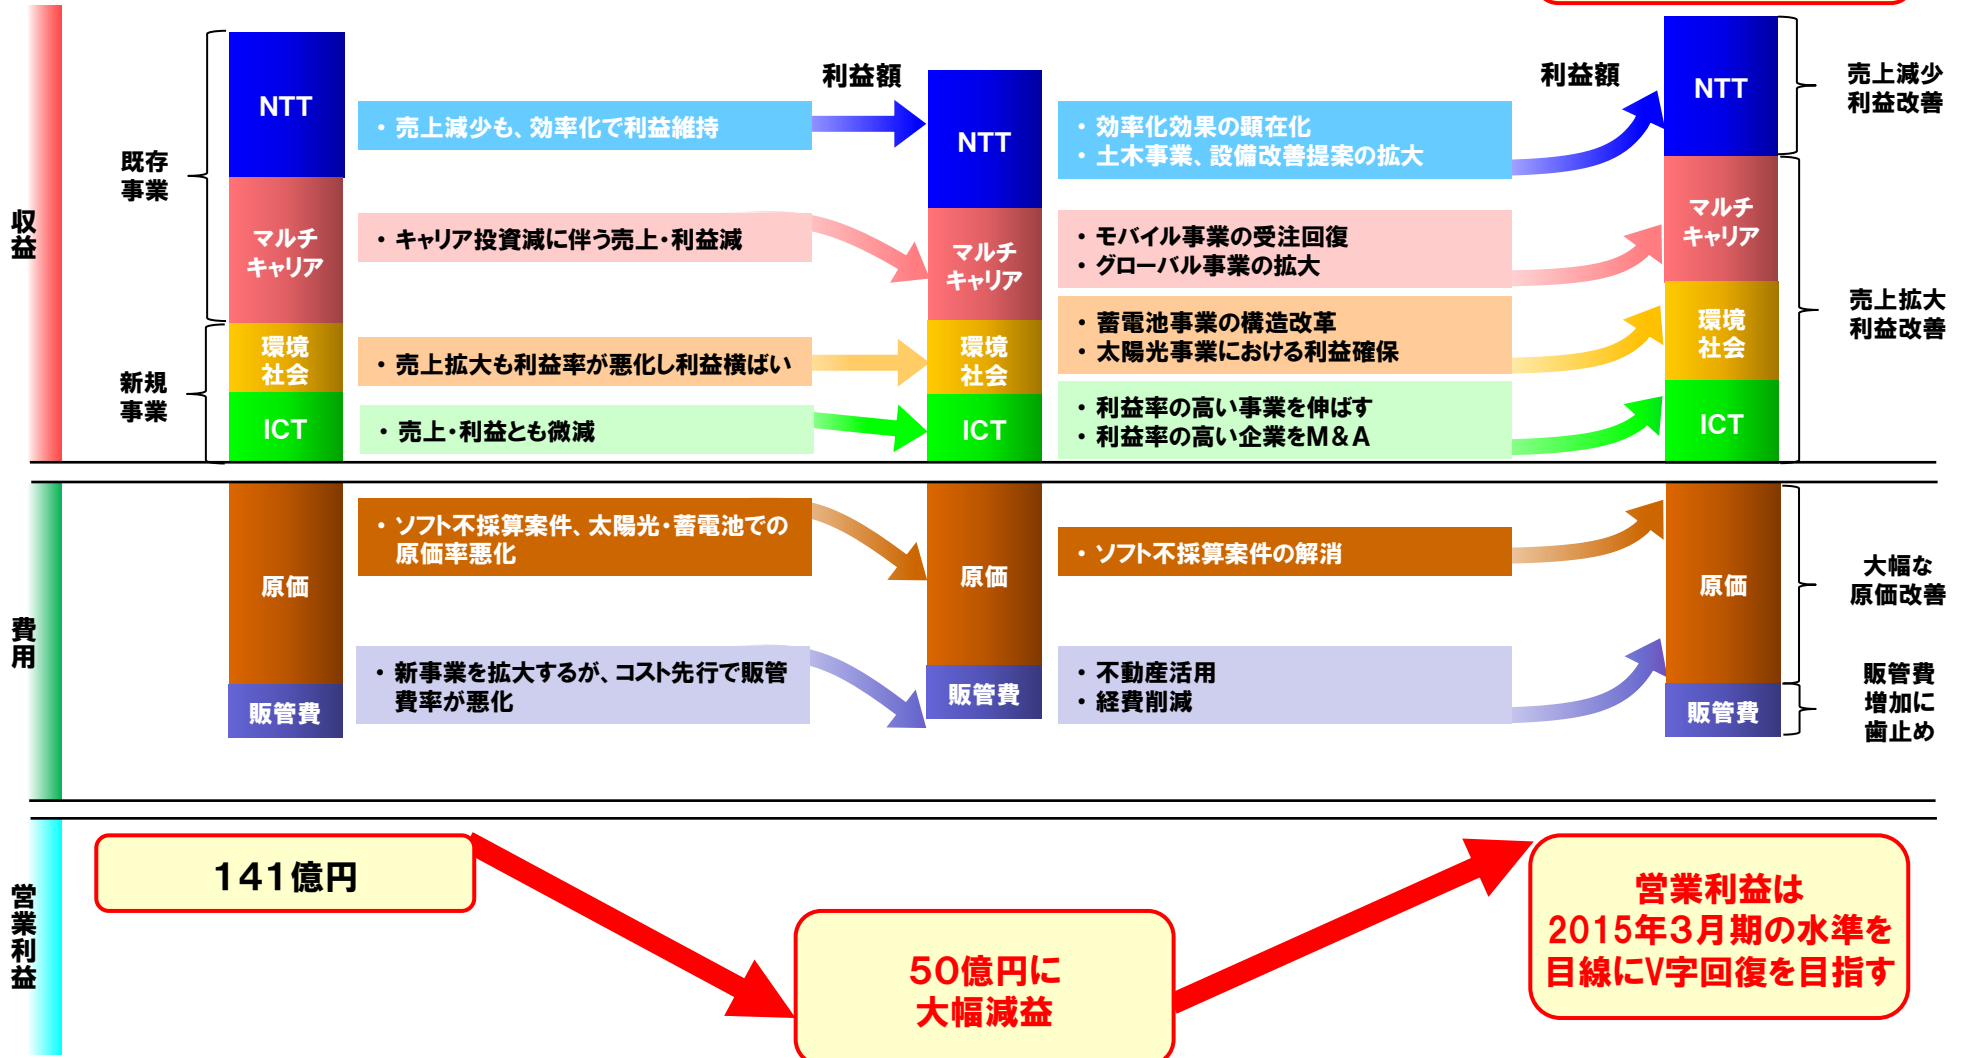 収益
既存
事業
新規
事業
NTT
マルチ
キャリア
環境
社会
ICT
・ 売上減少も、効率化で利益維持
・ キャリア投資減に伴う売上・利益減
・ 売上拡大も利益率が悪化し利益横ばい
・ 売上・利益とも微減
利益額
NTT
マルチ
キャリア
環境
社会
ICT
・ 効率化効果の顕在化
・ 土木事業、設備改善提案の拡大
・ モバイル事業の受注回復
・ グローバル事業の拡大
・ 蓄電池事業の構造改革
・ 太陽光事業における利益確保
・ 利益率の高い事業を伸ばす
・ 利益率の高い企業をM＆A
利益額
NTT
マルチ
キャリア
環境
社会
ICT
売上減少
利益改善
売上拡大
利益改善
費用
原価
販管費
・ ソフト不採算案件、太陽光・蓄電池での
原価率悪化
・ 新事業を拡大するが、コスト先行で販管
費率が悪化
原価
販管費
・ ソフト不採算案件の解消
・ 不動産活用
・ 経費削減
原価
販管費
大幅な
原価改善
販管費
増加に
歯止め
営業利益
141億円
50億円に
大幅減益
営業利益は
2015年3月期の水準を
目線にV字回復を目指す